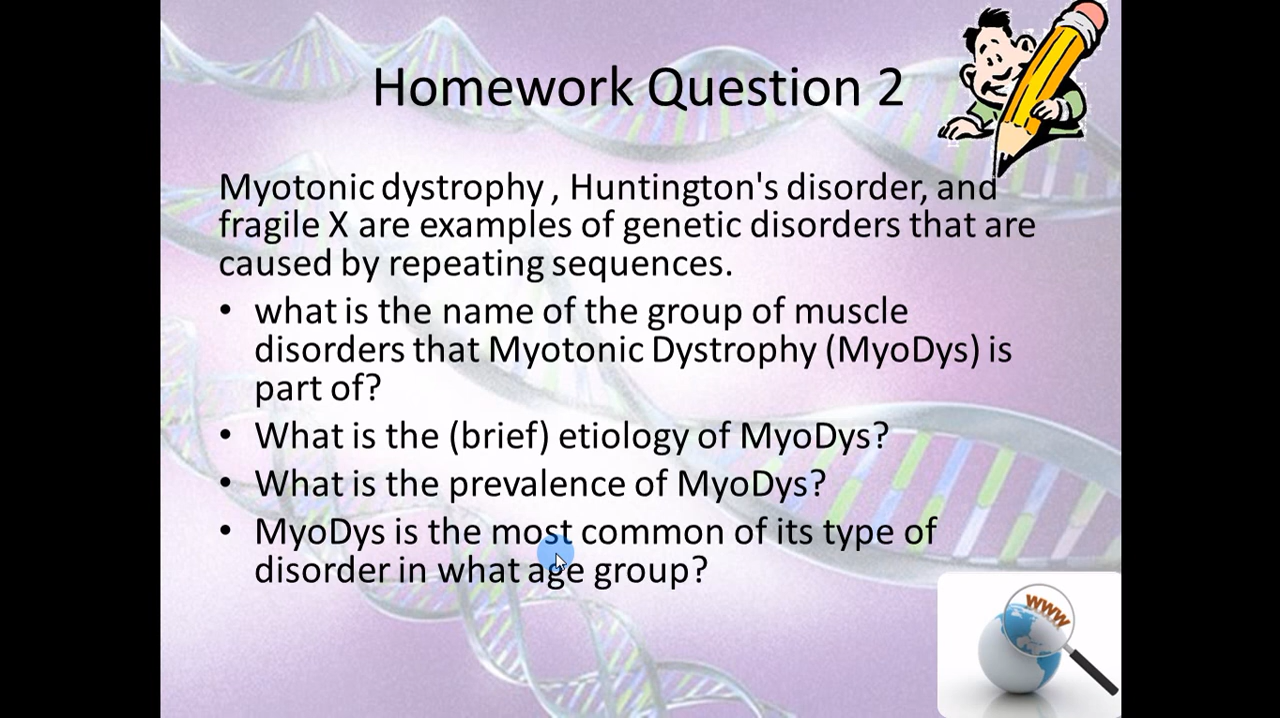 Homework Question 2
Myotonic dystrophy , Huntington's disorder, and
fragile X are examples of genetic disorders that are
caused by repeating sequences.
• what is the name of the group of muscle
disorders that Myotonic Dystrophy (MyoDys) is
part of?
• What is the (brief) etiology of MyoDys?
• What is the prevalence of MyoDys?
• MyoDys is the most common of its type of
disorder in what age group?
www